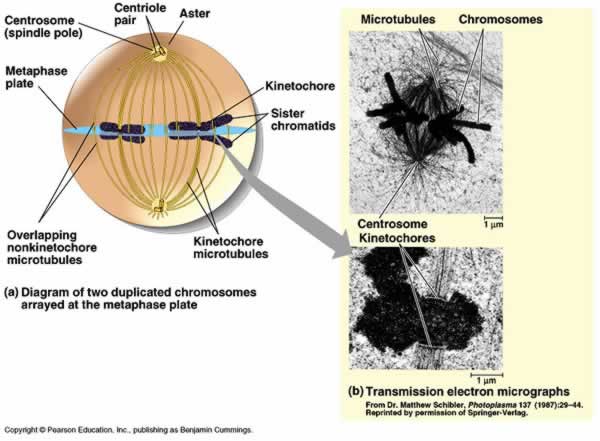 Centrosome
(spindle pole)
Centriole
pair
Aster
Metaphase
plate
Kinetochore
Sister
chromatids
Overlapping
nonkinetochore
microtubules
Kinetochore
microtubules
(a) Diagram of two duplicated chromosomes
arrayed at the metaphase plate
Microtubules
Chromosomes
1 µm
Centrosome
Kinetochores
1 µm
(b) Transmission electron micrographs
From Dr. Matthew Schibler, Photoplasma 137 (1987):29–44.
Reprinted by permission of Springer-Verlag.
Copyright © Pearson Education, Inc., publishing as Benjamin Cummings.